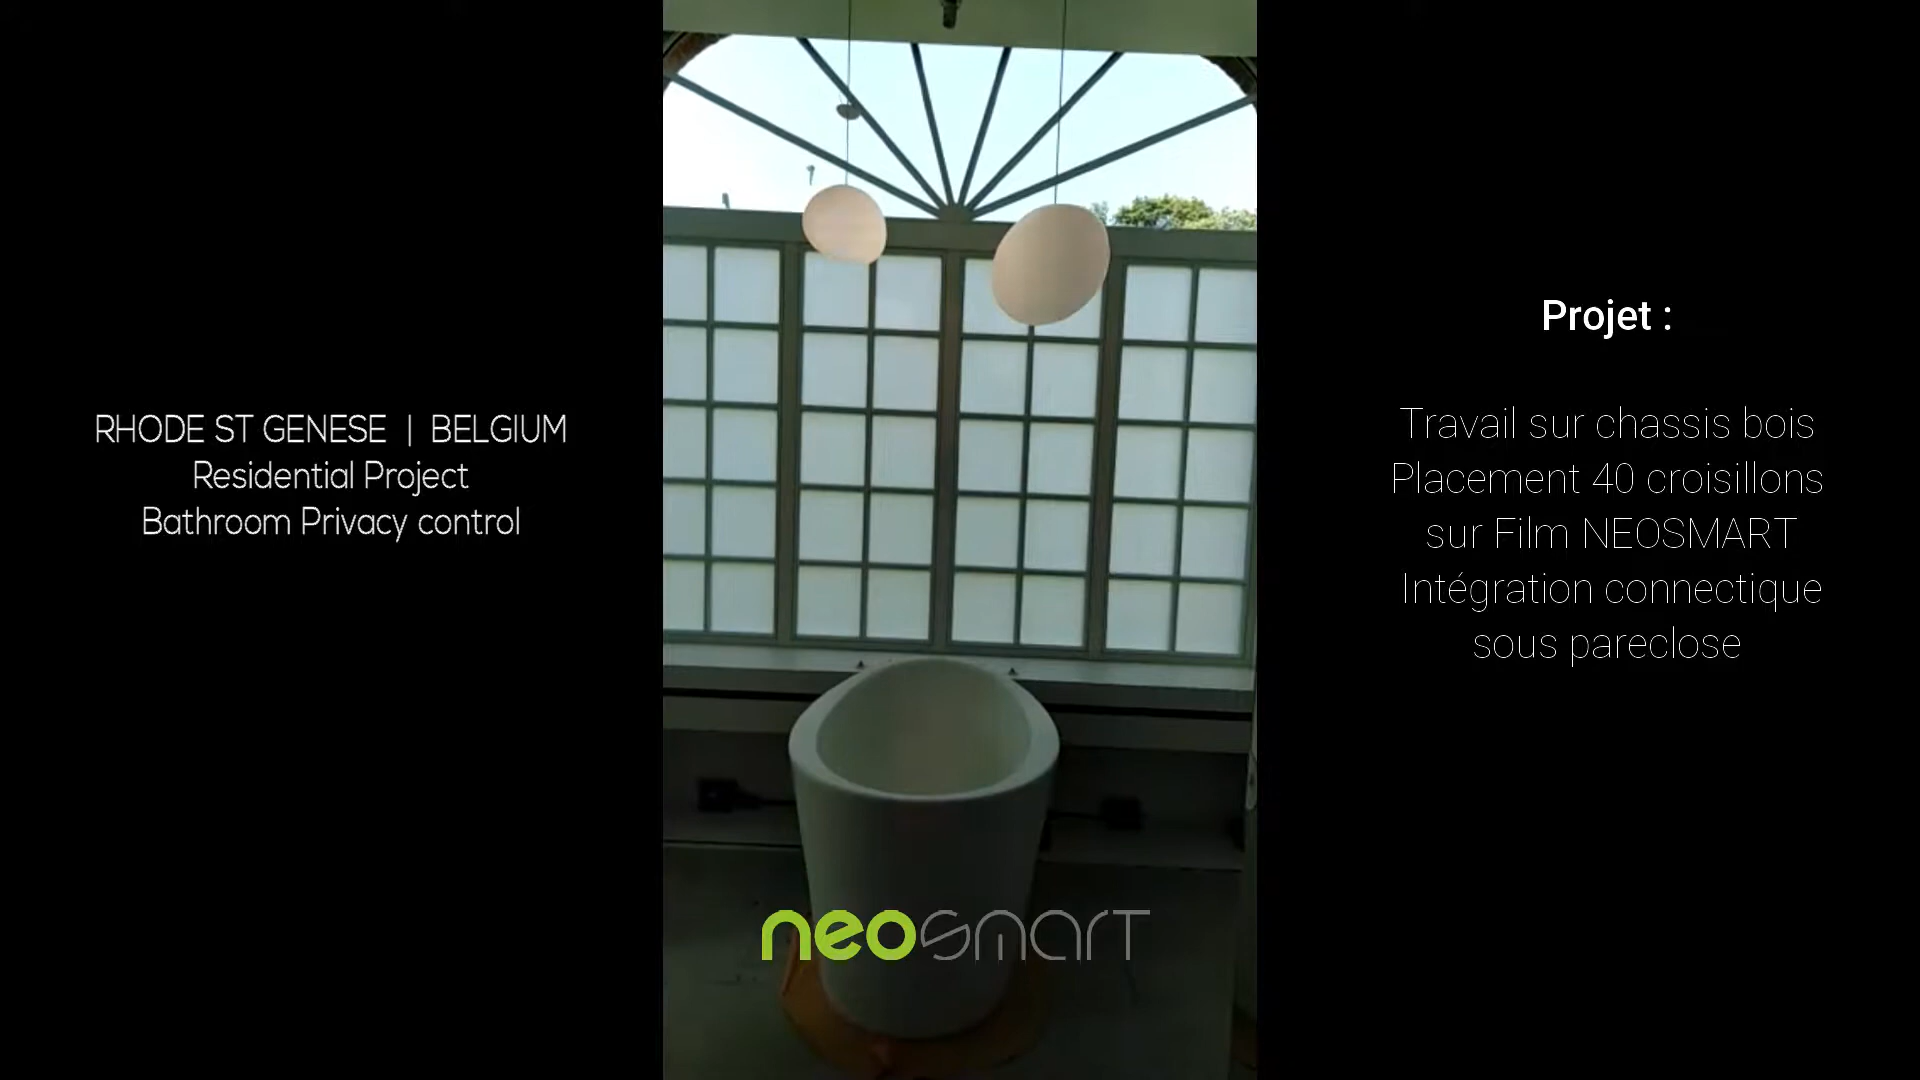 RHODE ST GENESE | BELGIUM
Residential Project
Bathroom Privacy control
Projet :
Travail sur chassis bois
Placement 40 croisillons
sur Film NEOSMART
Intégration connectique
sous pareclose
neosmart